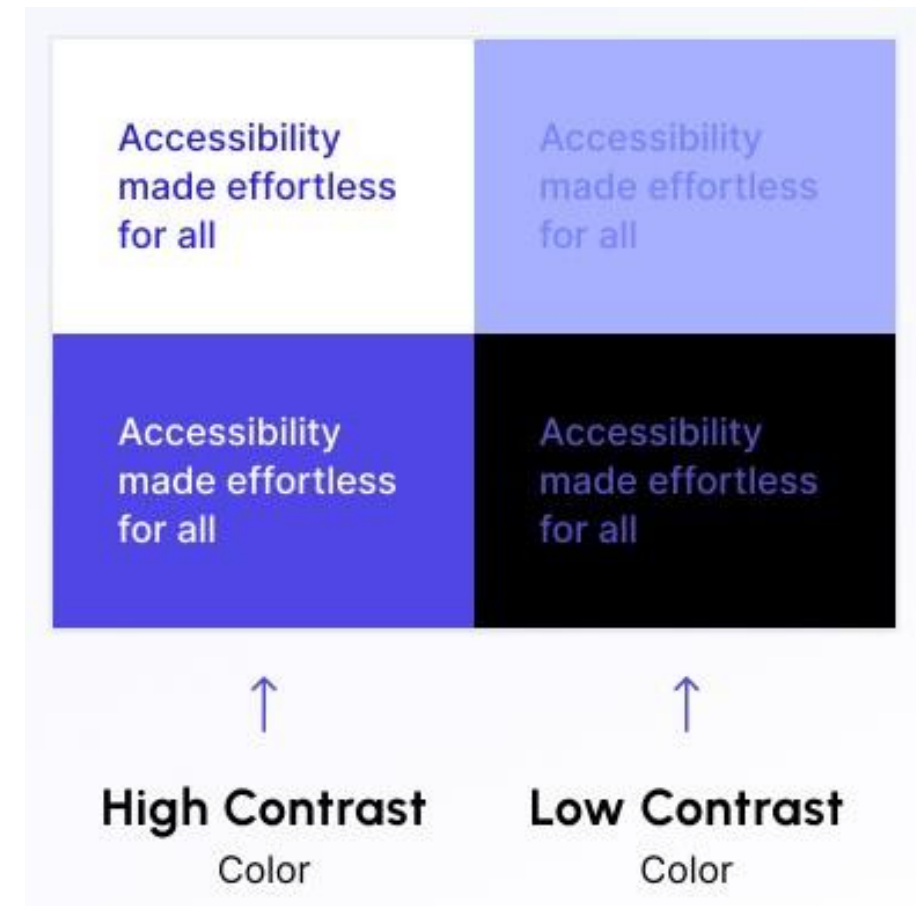 Accessibility
made effortless
for all
Accessibility
made effortless
for all
Accessibility
made effortless
for all
Accessibility
made effortless
for all
High Contrast
Color
Low Contrast
Color